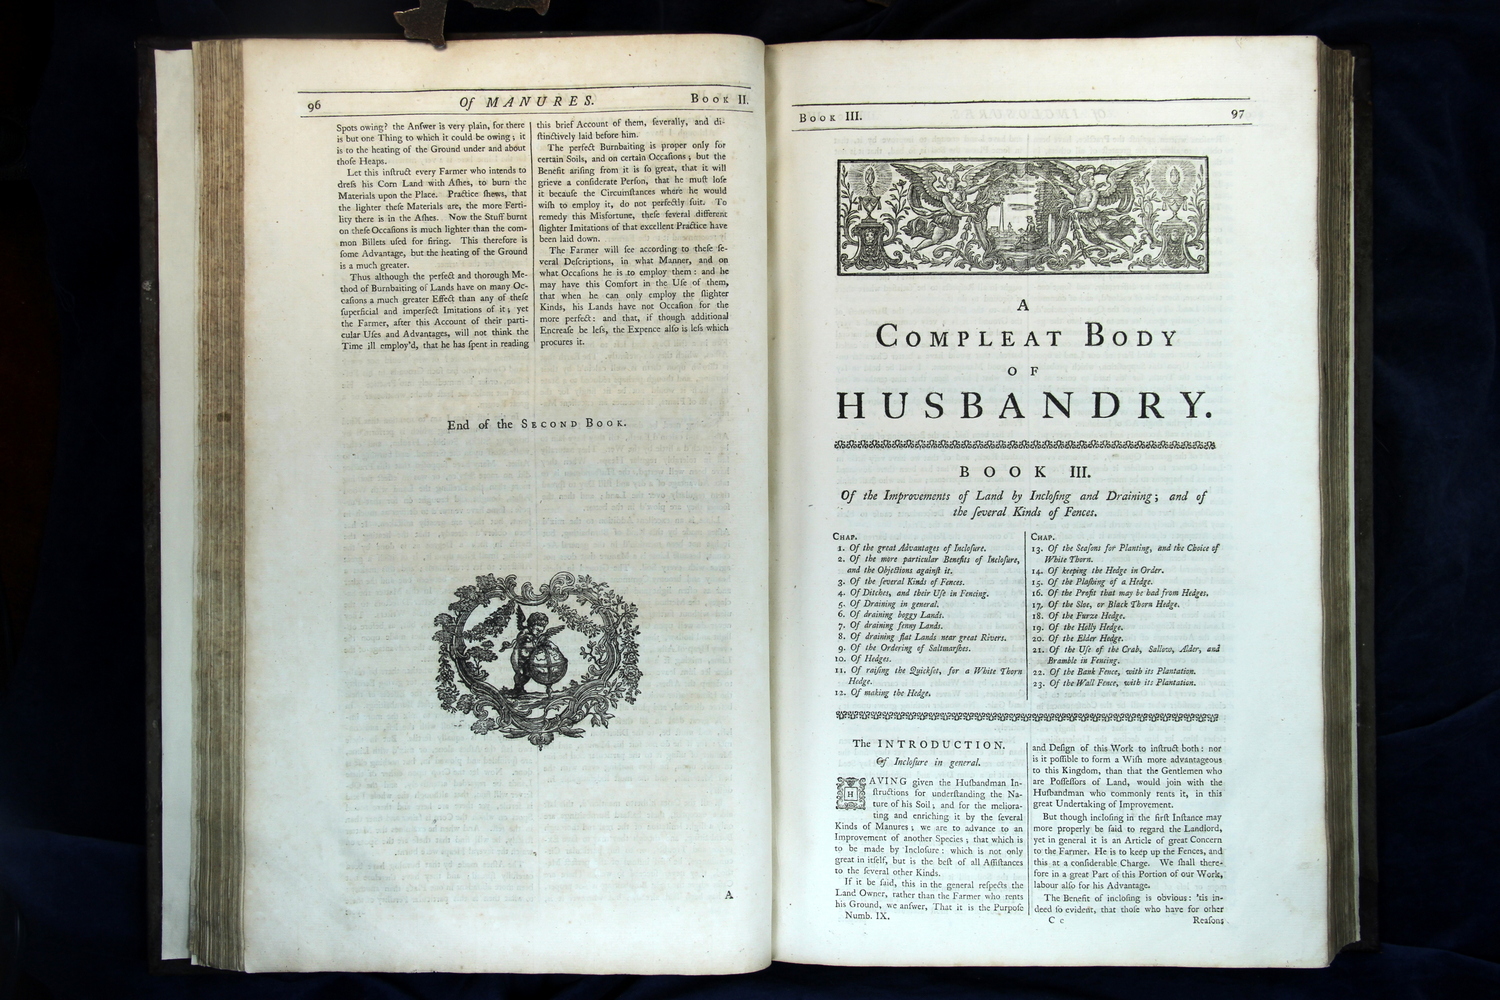 96 Of MANURES. Book II.
Spots owing? the Anſwer is very plain, for there
is but one Thing to which it could be owing; it
is to the heating of the Ground under and about
thoſe Heaps.
Let this inſtruct every Farmer who intends to
dreſs his Corn Land with Aſhes, to burn the
Materials upon the Place. Practice ſhews, that
the lighter theſe Materials are, the more Ferti-
lity there is in the Aſhes. Now the Stuff burnt
on theſe Occaſions is much lighter than the com-
mon Billets uſed for firing. This therefore is
ſome Advantage, but the heating of the Ground
is a much greater.
Thus although the perfect and thorough Me-
thod of Burnbaiting of Lands have on many Oc-
caſions a much greater Effect than any of theſe
ſuperficial and imperfect Imitations of it; yet
the Farmer, after this Account of their parti-
cular Uſes and Advantages, will not think the
Time ill employ'd, that he has ſpent in reading
this brief Account of them, ſeverally, and di-
ſtinctively laid before him.
The perfect Burnbaiting is proper only for
certain Soils, and on certain Occaſions; but the
Benefit ariſing from it is ſo great, that it will
grieve a conſiderate Perſon, that he muſt loſe
it becauſe the Circumſtances where he would
wiſh to employ it, do not perfectly ſuit. To
remedy this Misfortune, theſe ſeveral different
ſlighter Imitations of that excellent Practice have
been laid down.
The Farmer will ſee according to theſe ſe-
veral Deſcriptions, in what Manner, and on
what Occaſions he is to employ them: and he
may have this Comfort in the Uſe of them,
that when he can only employ the ſlighter
Kinds, his Lands have not Occaſion for the
more perfect: and that, if though additional
Encreaſe be leſs, the Expence alſo is leſs which
procures it.
End of the SECOND BOOK.
A
Book III. 97
A
COMPLEAT BODY
OF
HUSBANDRY.
BOOK III.
Of the Improvements of Land by Incloſing and Draining; and of
the ſeveral Kinds of Fences.
CHAP.
1. Of the great Advantages of Incloſure.
2. Of the more particular Benefits of Incloſure,
and the Objections againſt it.
3. Of the ſeveral Kinds of Fences.
4. Of Ditches, and their Uſe in Fencing.
5. Of Draining in general.
6. Of draining boggy Lands.
7. Of draining fenny Lands.
8. Of draining flat Lands near great Rivers.
9. Of the Ordering of Saltmarſhes.
10. Of Hedges.
11. Of raiſing the Quickſet, for a White Thorn
Hedge.
12. Of making the Hedge.
CHAP.
13. Of the Seaſons for Planting, and the Choice of
White Thorn.
14. Of keeping the Hedge in Order.
15. Of the Plaſhing of a Hedge.
16. Of the Profit that may be had from Hedges.
17. Of the Sloe, or Black Thorn Hedge.
18. Of the Furze Hedge.
19. Of the Holly Hedge.
20. Of the Elder Hedge.
21. Of the Uſe of the Crab, Sallow, Alder, and
Bramble in Fencing.
22. Of the Bank Fence, with its Plantation.
23. Of the Wall Fence, with its Plantation.
The INTRODUCTION.
Of Incloſure in general.
HAVING given the Huſbandman In-
ſtructions for underſtanding the Na-
ture of his Soil; and for the meliora-
ting and enriching it by the ſeveral
Kinds of Manures; we are to advance to an
Improvement of another Species; that which is
to be made by Incloſure: which is not only
great in itſelf, but is the beſt of all Aſſiſtances
to the ſeveral other Kinds.
If it be ſaid, this in the general reſpects the
Land Owner, rather than the Farmer who rents
his Ground, we anſwer, That it is the Purpoſe
Numb. IX.
and Deſign of this Work to inſtruct both: nor
is it poſſible to form a Wiſh more advantageous
to this Kingdom, than that the Gentlemen who
are Poſſeſſors of Land, would join with the
Huſbandman who commonly rents it, in this
great Undertaking of Improvement.
But though incloſing in the firſt Inſtance may
more properly be ſaid to regard the Landlord,
yet in general it is an Article of great Concern
to the Farmer. He is to keep up the Fences, and
this at a conſiderable Charge. We ſhall there-
fore in a great Part of this Portion of our Work,
labour alſo for his Advantage.
The Benefit of incloſing is obvious: 'tis in-
deed ſo evident, that thoſe who have for other
C c Reaſons